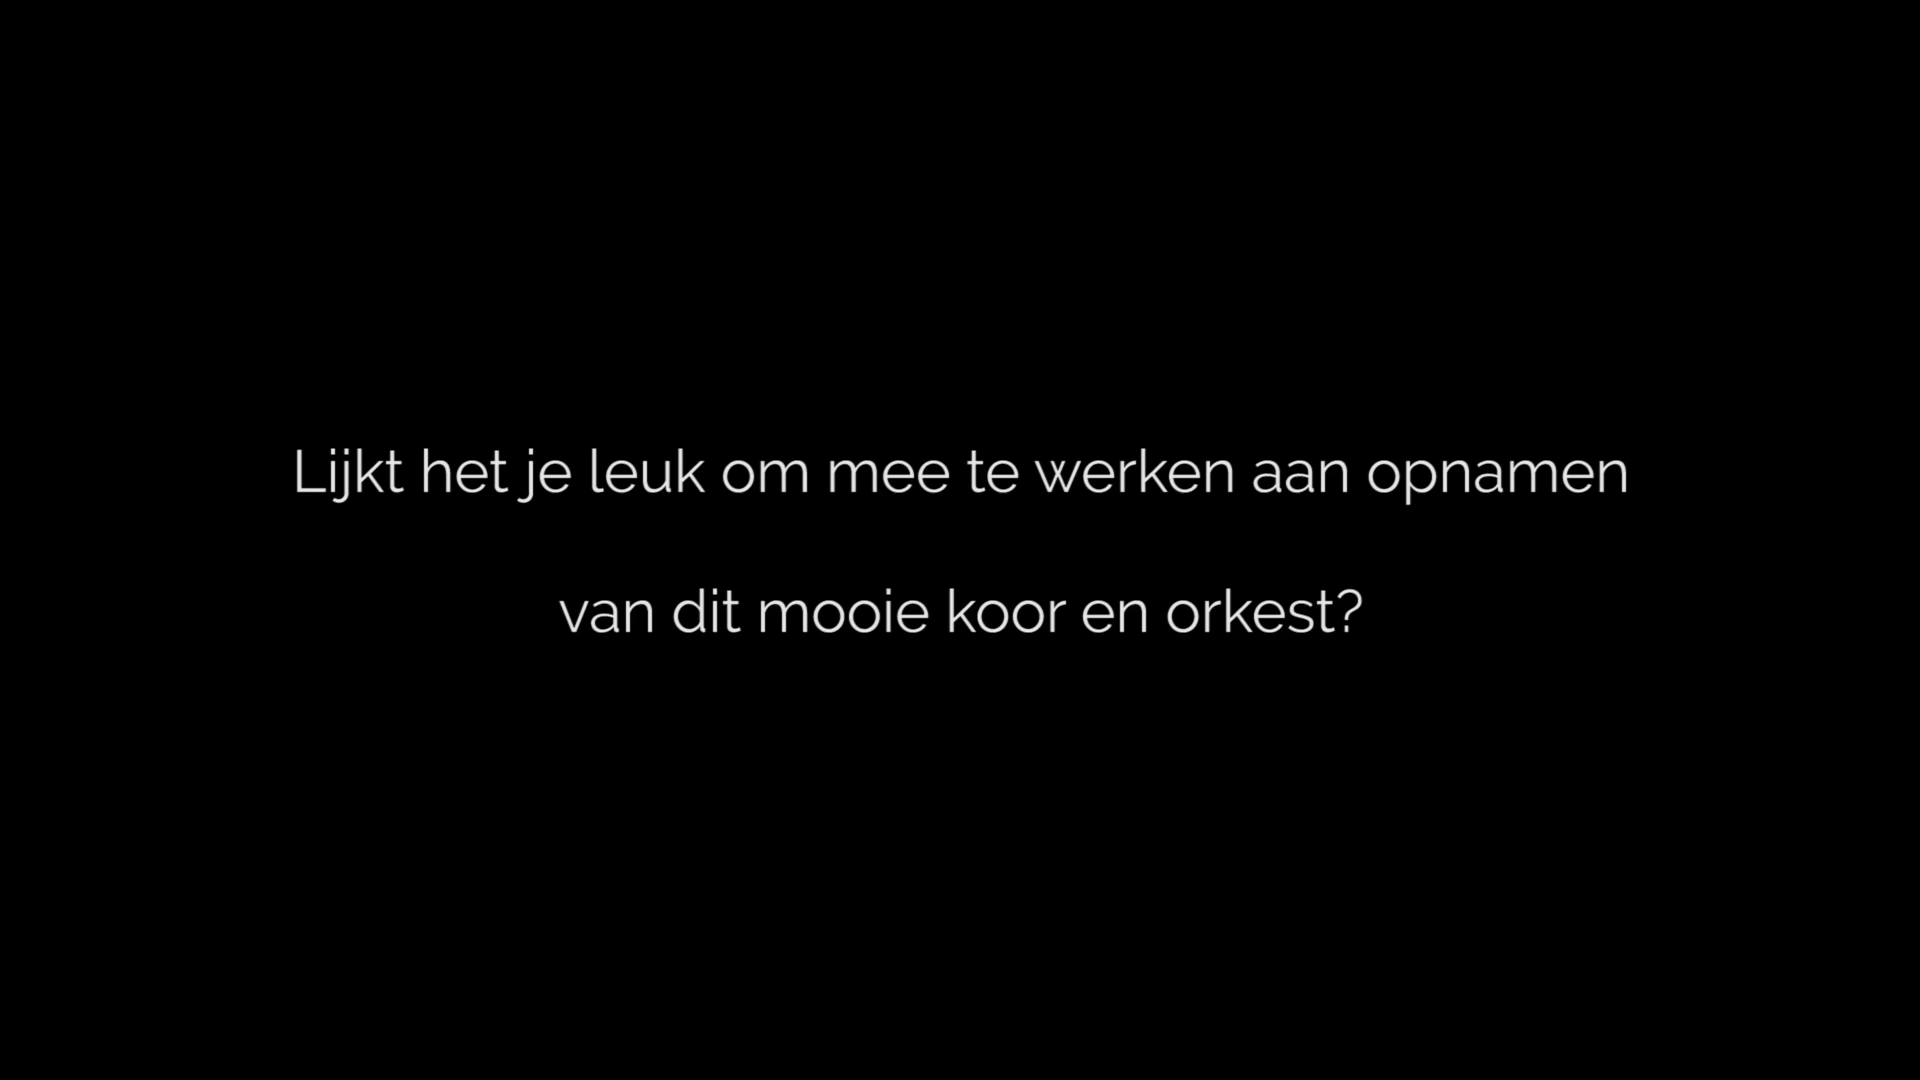 Lijkt het je leuk om mee te werken aan opnamen
van dit mooie koor en orkest?